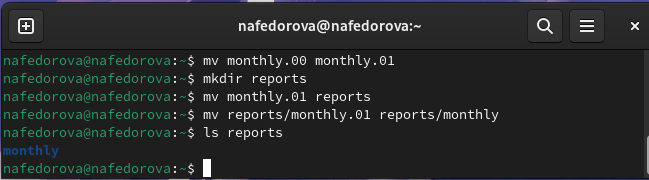 nafedorova@nafedorova:~
nafedorova@nafedorova:~$ mv monthly.00 monthly.01
nafedorova@nafedorova:~$ mkdir reports
nafedorova@nafedorova:~$ mv monthly.01 reports
nafedorova@nafedorova:~$ mv reports/monthly.01 reports/monthly
nafedorova@nafedorova:~$ ls reports
monthly
nafedorova@nafedorova:~$